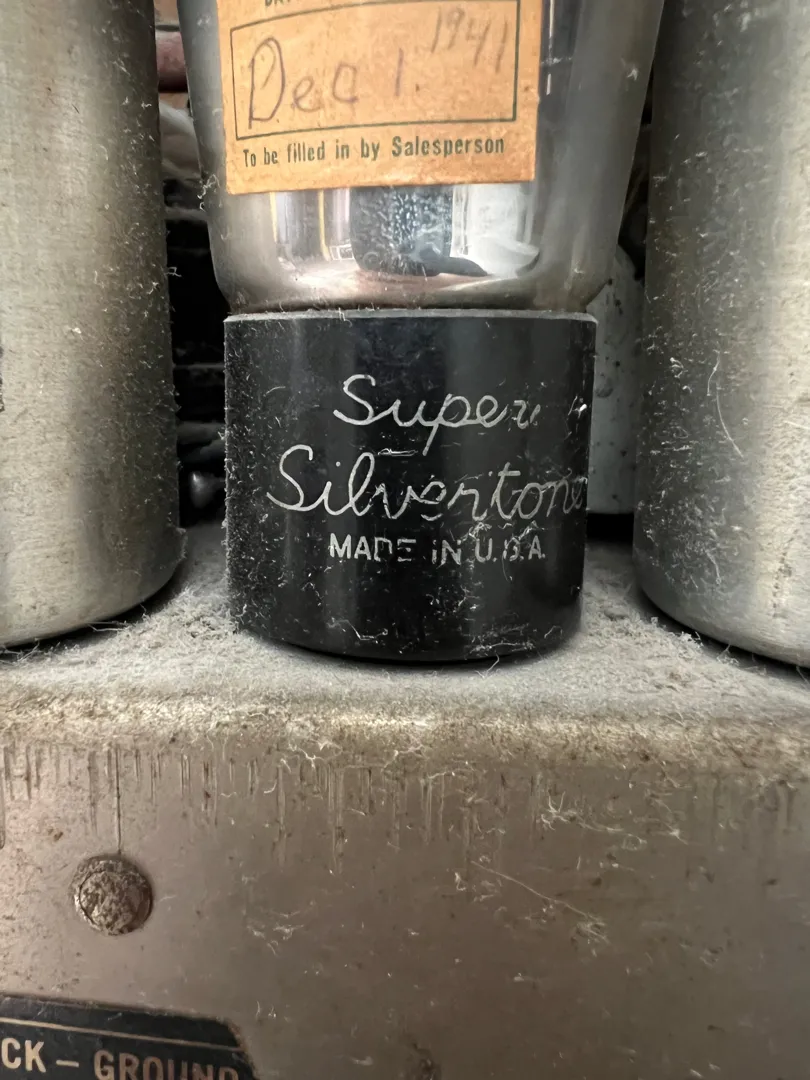 Dec 1. 1941
To be filled in by Salesperson
Super
Silvertone
MADE IN U.S.A.
CK – GROUND